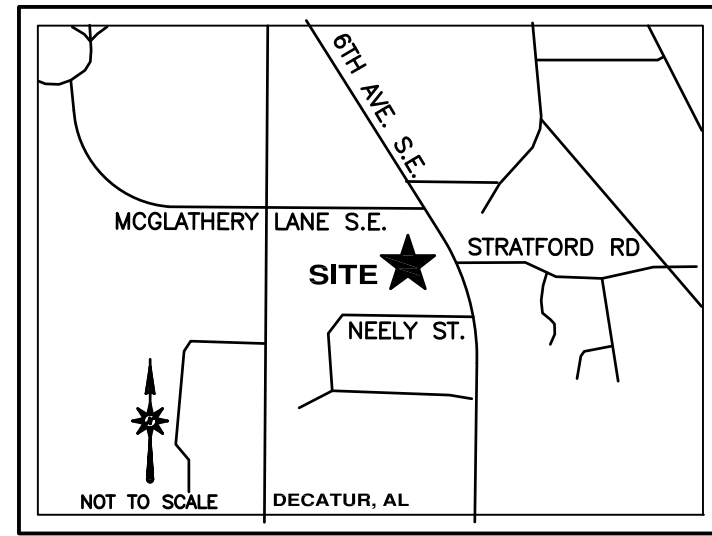 6TH AVE. S.E.
MCGLATHERY LANE S.E.
STRATFORD RD
SITE
NEELY ST.
NOT TO SCALE
DECATUR, AL